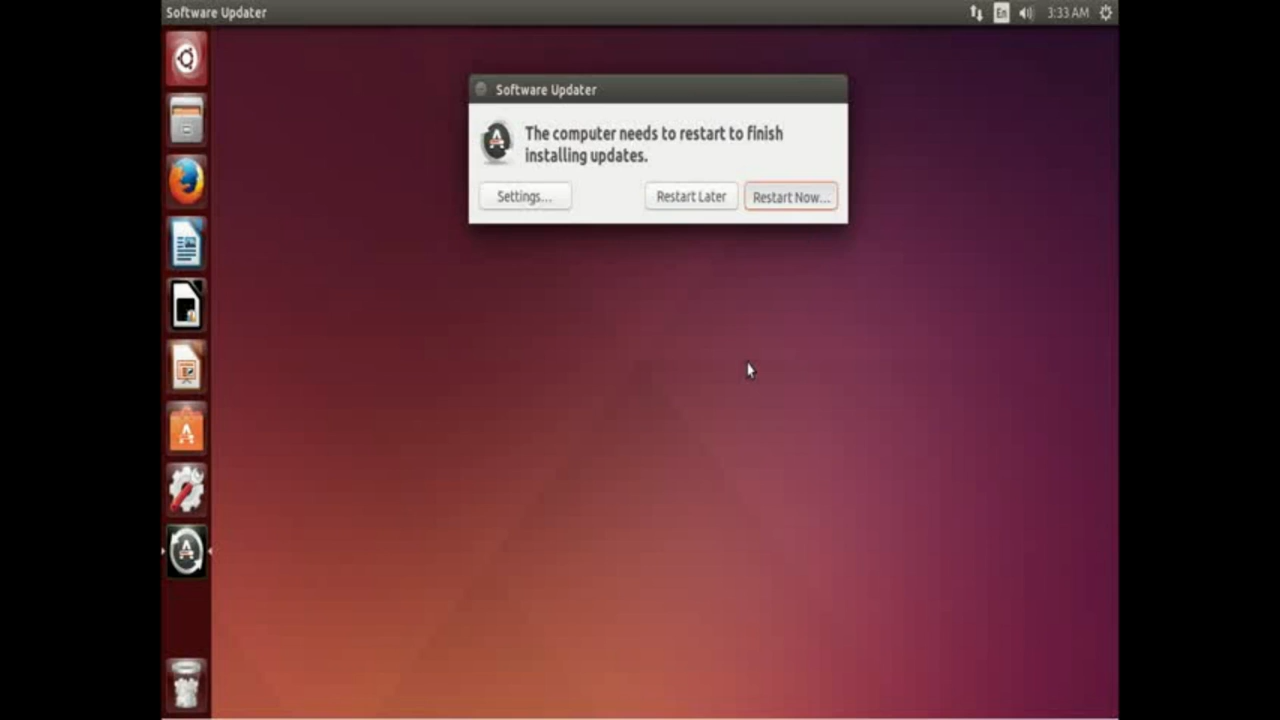 Software Updater
En
3:33 AM
Software Updater
The computer needs to restart to finish
installing updates.
Settings...
Restart Later
Restart Now...